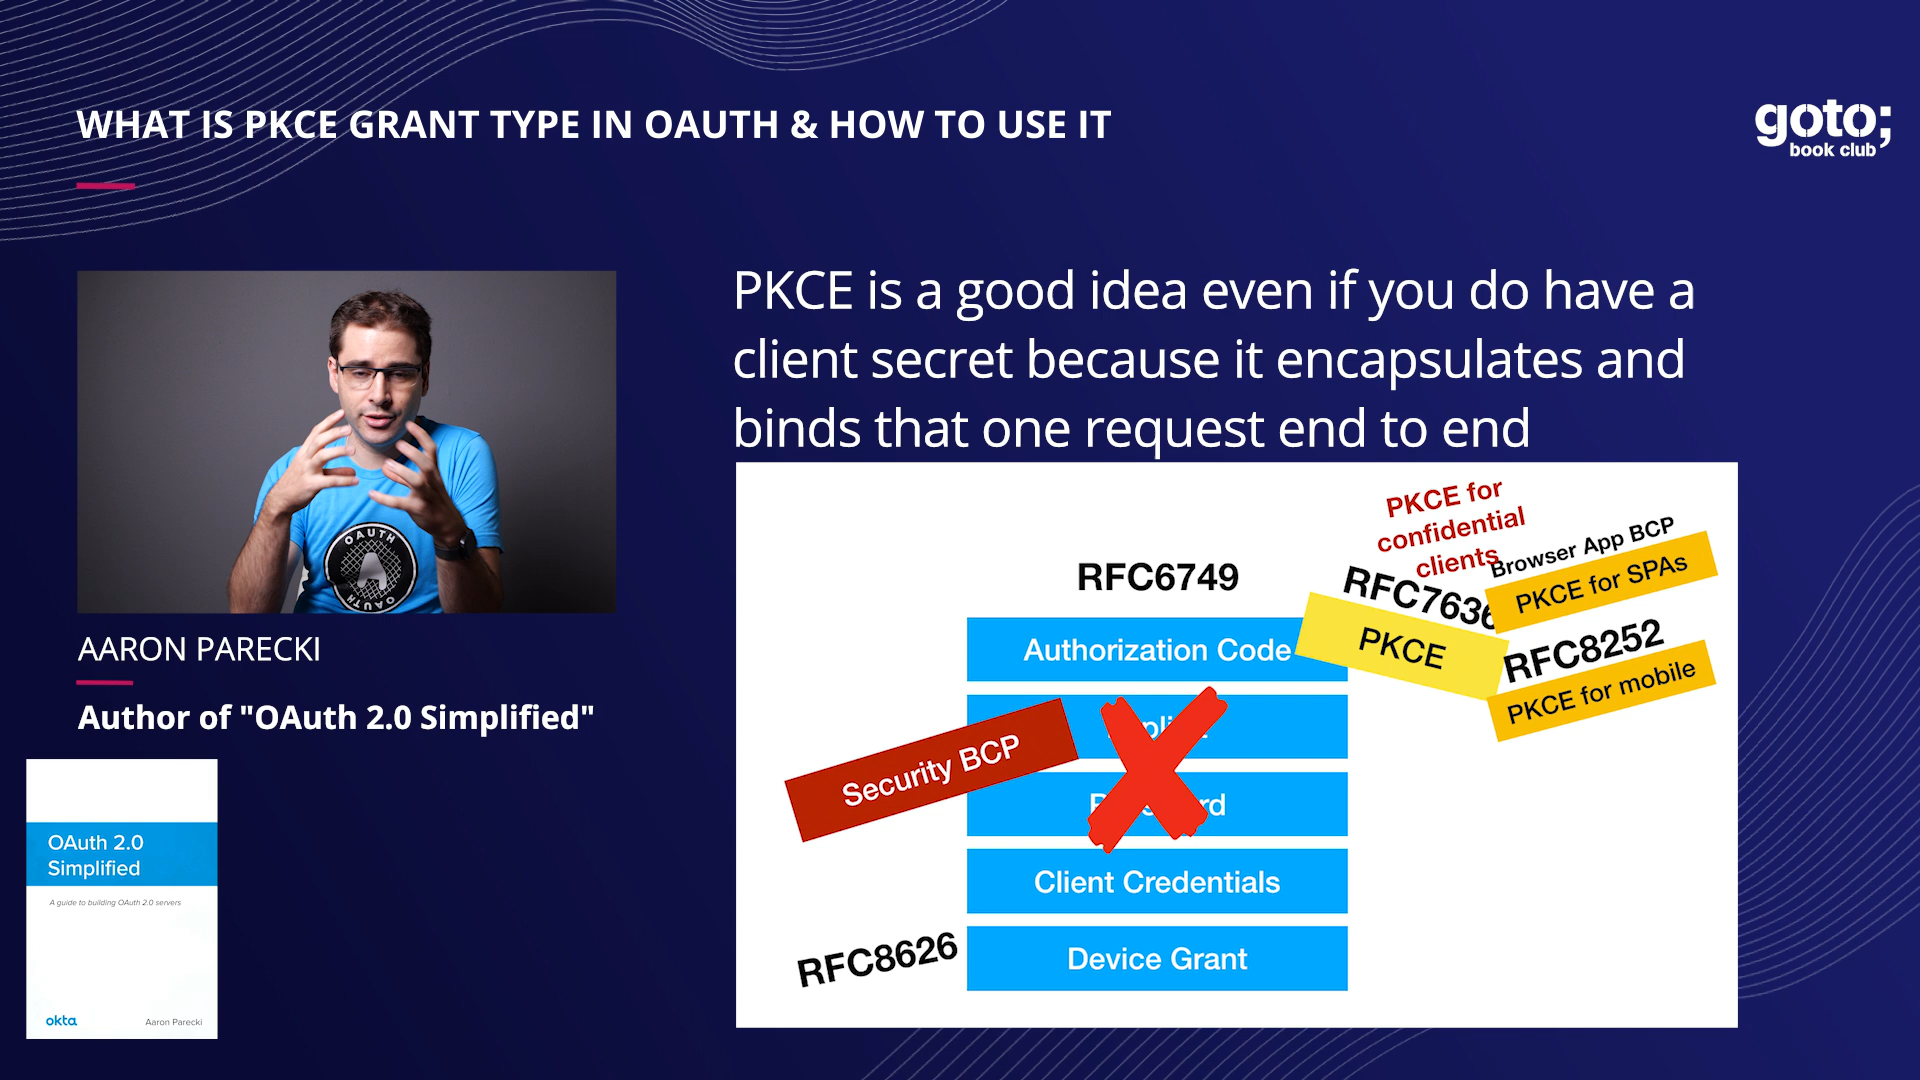 WHAT IS PKCE GRANT TYPE IN OAUTH & HOW TO USE IT
goto;
book club
PKCE is a good idea even if you do have a
client secret because it encapsulates and
binds that one request end to end
OAUTH
OAUTH
AARON PARECKI
Author of "OAuth 2.0 Simplified"
OAuth 2.0
Simplified
A guide to building OAuth 2.0 servers
okta
Aaron Parecki
PKCE for
confidential
clients
Browser App BCP
PKCE for SPAs
RFC6749
RFC7636
Authorization Code
PKCE
RFC8252
PKCE for mobile
Security BCP
Client Credentials
RFC8626
Device Grant